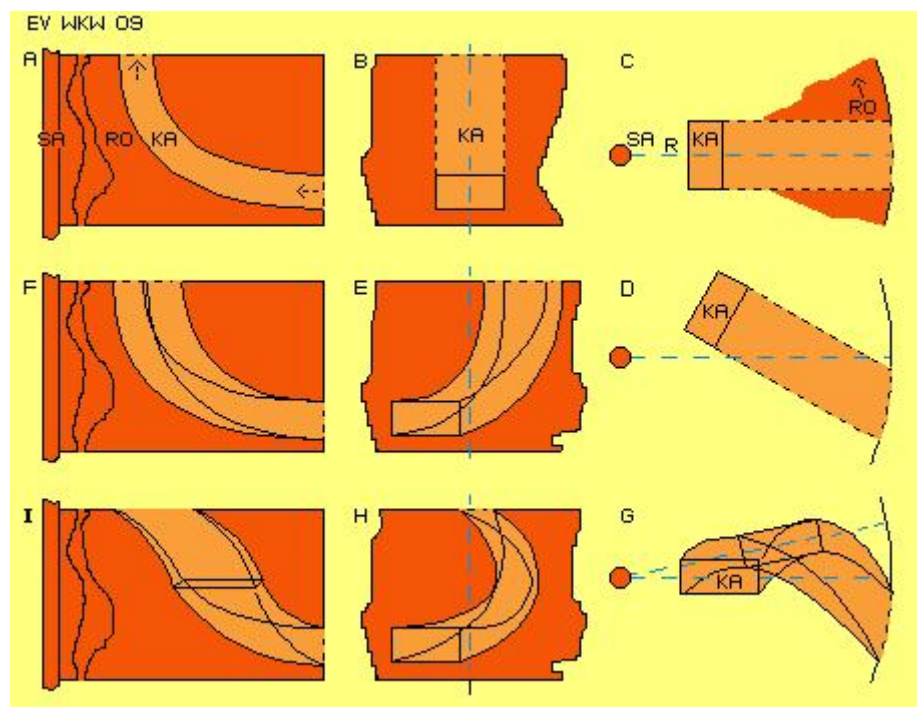 EV WKW 09
A B C
SA RO KA KA SA R KA RO
F E D
KA
I H G
KA